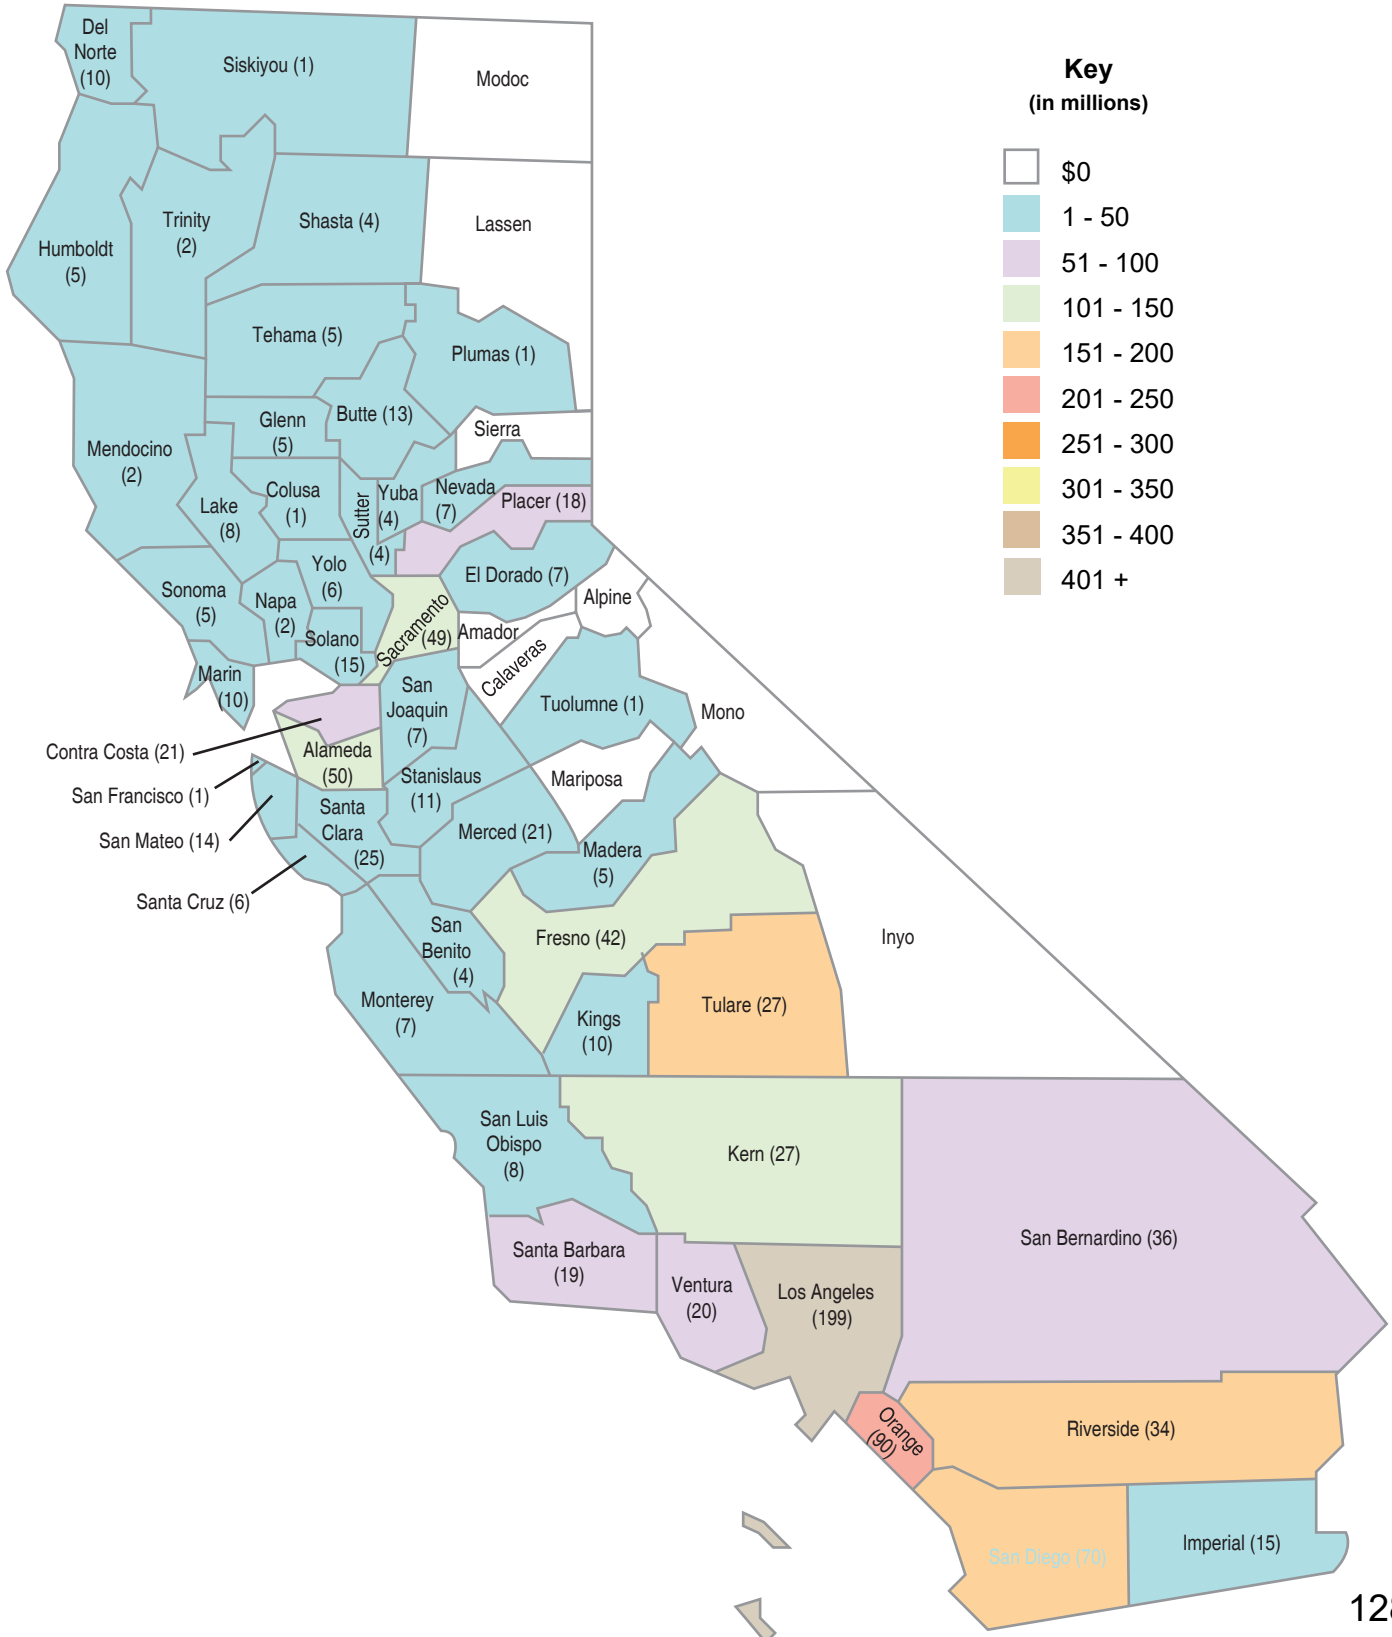 Key
(in millions)
$0
1 - 50
51 - 100
101 - 150
151 - 200
201 - 250
251 - 300
301 - 350
351 - 400
401 +
Del
Norte
(10)
Siskiyou (1)
Modoc
Humboldt
(5)
Trinity
(2)
Shasta (4)
Lassen
Tehama (5)
Plumas (1)
Mendocino
(2)
Glenn
(5)
Butte (13)
Sierra
Lake
(8)
Colusa
(1)
Sutter
(4)
Yuba
(4)
Nevada
(7)
Placer (18)
Sonoma
(5)
Napa
(2)
Yolo
(6)
El Dorado (7)
Alpine
Solano
(15)
Sacramento
(49)
Amador
Calaveras
Marin
(10)
San
Joaquin
(7)
Tuolumne (1)
Mono
Contra Costa (21)
Alameda
(50)
San Francisco (1)
Stanislaus
(11)
Mariposa
San Mateo (14)
Santa
Clara
(25)
Merced (21)
Madera
(5)
Santa Cruz (6)
San
Benito
(4)
Fresno (42)
Inyo
Monterey
(7)
Kings
(10)
Tulare (27)
San Luis
Obispo
(8)
Kern (27)
San Bernardino (36)
Santa Barbara
(19)
Ventura
(20)
Los Angeles
(199)
Orange
(90)
Riverside (34)
San Diego (70)
Imperial (15)
128